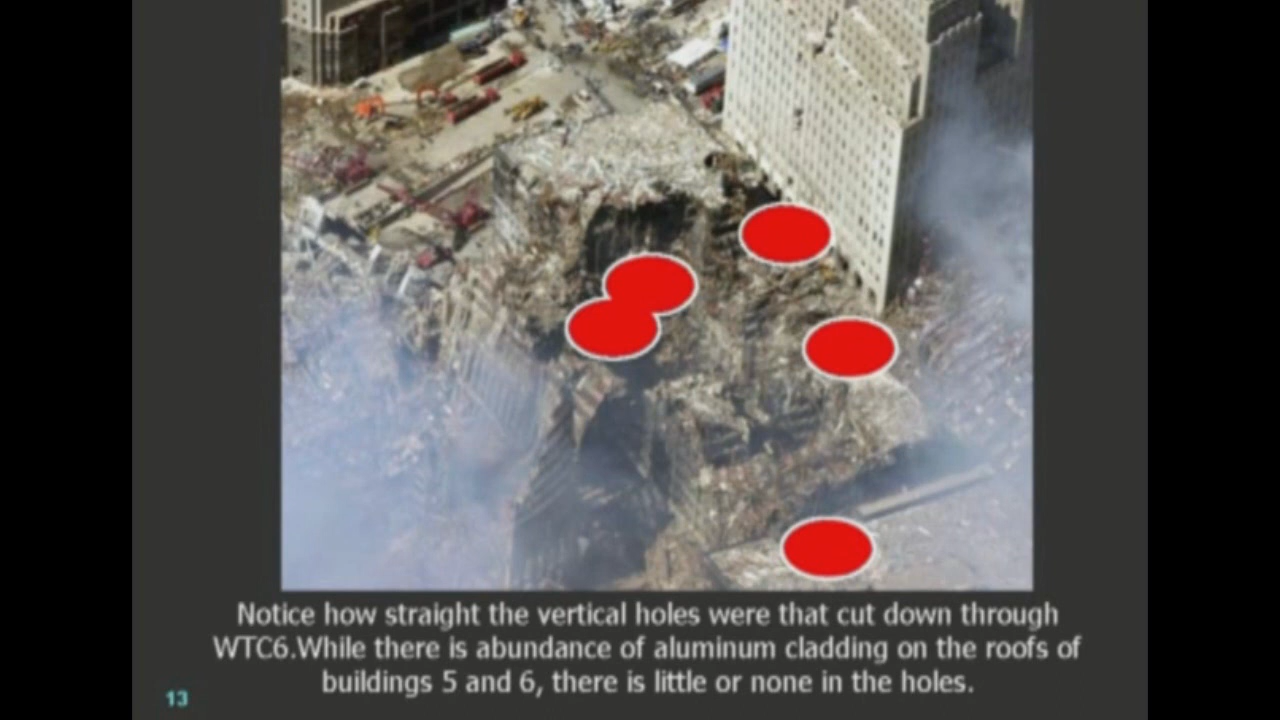 Notice how straight the vertical holes were that cut down through
WTC6.While there is abundance of aluminum cladding on the roofs of
buildings 5 and 6, there is little or none in the holes.
13